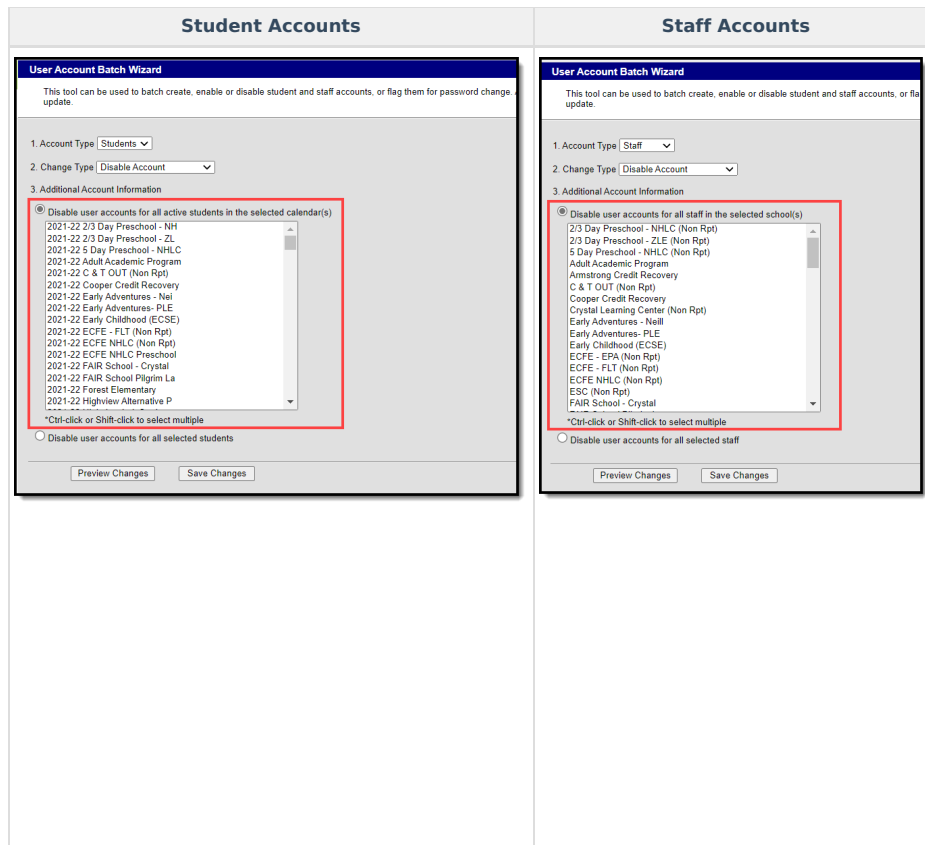 Student Accounts
Staff Accounts
User Account Batch Wizard
This tool can be used to batch create, enable or disable student and staff accounts, or flag them for password change.
update.
1. Account Type Students
2. Change Type Disable Account
3. Additional Account Information
Disable user accounts for all active students in the selected calendar(s)
2021-22 2/3 Day Preschool - NH
2021-22 2/3 Day Preschool - ZL
2021-22 5 Day Preschool - NHLC
2021-22 Adult Academic Program
2021-22 C & T OUT (Non Rpt)
2021-22 Cooper Credit Recovery
2021-22 Early Adventures - Nei
2021-22 Early Adventures- PLE
2021-22 Early Childhood (ECSE)
2021-22 ECFE - FLT (Non Rpt)
2021-22 ECFE NHLC (Non Rpt)
2021-22 ECFE NHLC Preschool
2021-22 FAIR School - Crystal
2021-22 FAIR School Pilgrim La
2021-22 Forest Elementary
2021-22 Highview Alternative P
*Ctrl-click or Shift-click to select multiple
Disable user accounts for all selected students
Preview Changes Save Changes
User Account Batch Wizard
This tool can be used to batch create, enable or disable student and staff accounts, or fla
update.
1. Account Type Staff
2. Change Type Disable Account
3. Additional Account Information
Disable user accounts for all staff in the selected school(s)
2/3 Day Preschool - NHLC (Non Rpt)
2/3 Day Preschool - ZLE (Non Rpt)
5 Day Preschool - NHLC (Non Rpt)
Adult Academic Program
Armstrong Credit Recovery
C & T OUT (Non Rpt)
Cooper Credit Recovery
Crystal Learning Center (Non Rpt)
Early Adventures - Neill
Early Adventures- PLE
Early Childhood (ECSE)
ECFE - EPA (Non Rpt)
ECFE - FLT (Non Rpt)
ECFE NHLC (Non Rpt)
ESC (Non Rpt)
FAIR School - Crystal
*Ctrl-click or Shift-click to select multiple
Disable user accounts for all selected staff
Preview Changes Save Changes